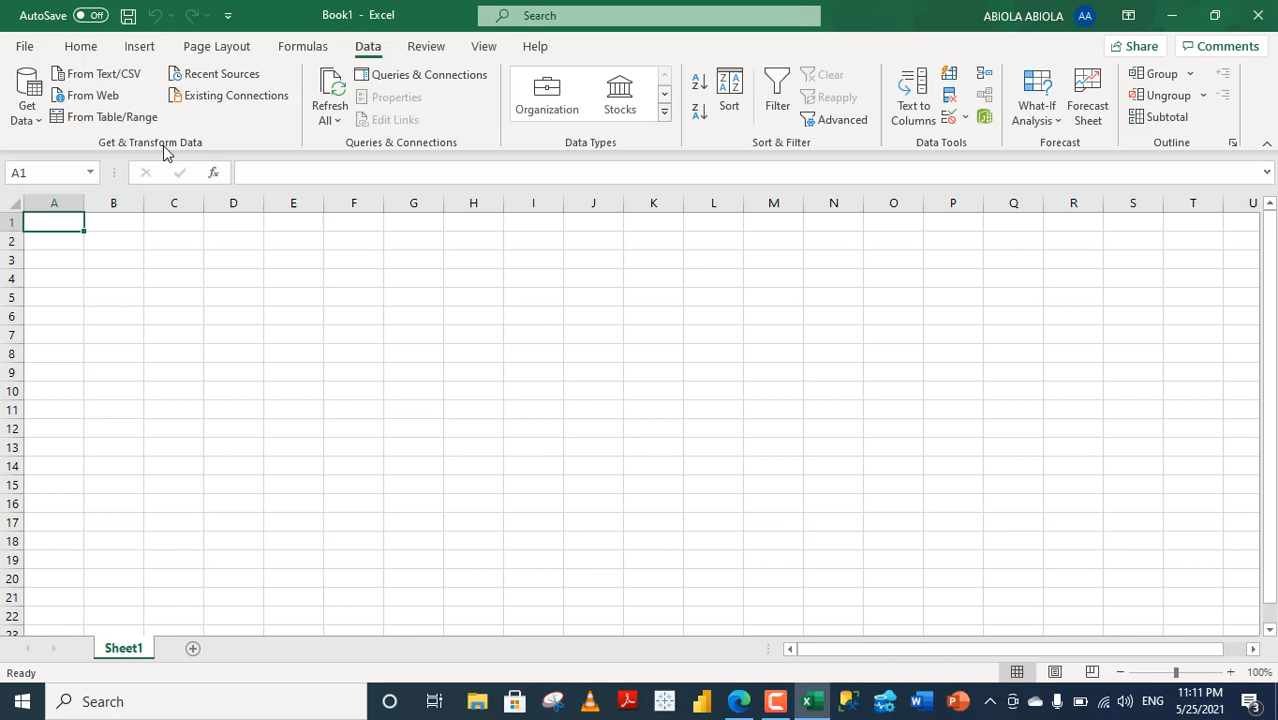 AutoSave Off Book1 - Excel Search ABIOLA ABIOLA AA
File Home Insert Page Layout Formulas Data Review View Help Share Comments
Get Data
From Text/CSV
From Web
From Table/Range
Recent Sources
Existing Connections
Get & Transform Data
Refresh All
Queries & Connections
Properties
Edit Links
Queries & Connections
Organization Stocks
Data Types
A Z
Z A
Z A A Z
Sort
Filter
Clear
Reapply
Advanced
Sort & Filter
Text to Columns
Data Tools
What-If Analysis
Forecast Sheet
Forecast
Group
Ungroup
Subtotal
Outline
A1 fx
A B C D E F G H I J K L M N O P Q R S T U
1
2
3
4
5
6
7
8
9
10
11
12
13
14
15
16
17
18
19
20
21
22
23
Sheet1
Ready 100%
Search ENG 11:11 PM
5/25/2021 3